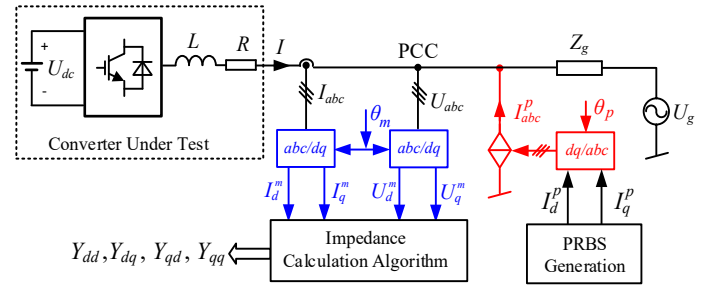 +
U_dc
-
L
R
I
PCC
Z_g
U_g
I_abc
U_abc
I^p_abc
θ_m
θ_p
Converter Under Test
abc/dq
abc/dq
dq/abc
I^m_d I^m_q U^m_d U^m_q
I^p_d I^p_q
Y_dd, Y_dq, Y_qd, Y_qq
Impedance
Calculation Algorithm
PRBS
Generation